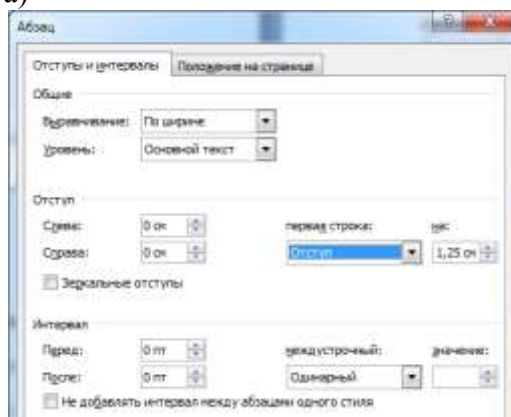 а)
Абзац
Отступы и интервалы Положение на странице
Общие
Выравнивание: По ширине
Уровень: Основной текст
Отступ
Слева: 0 см первая строка: на:
Справа: 0 см Отступ 1,25 см
Зеркальные отступы
Интервал
Перед: 0 пт междустрочный: значение:
После: 0 пт Одинарный
Не добавлять интервал между абзацами одного стиля